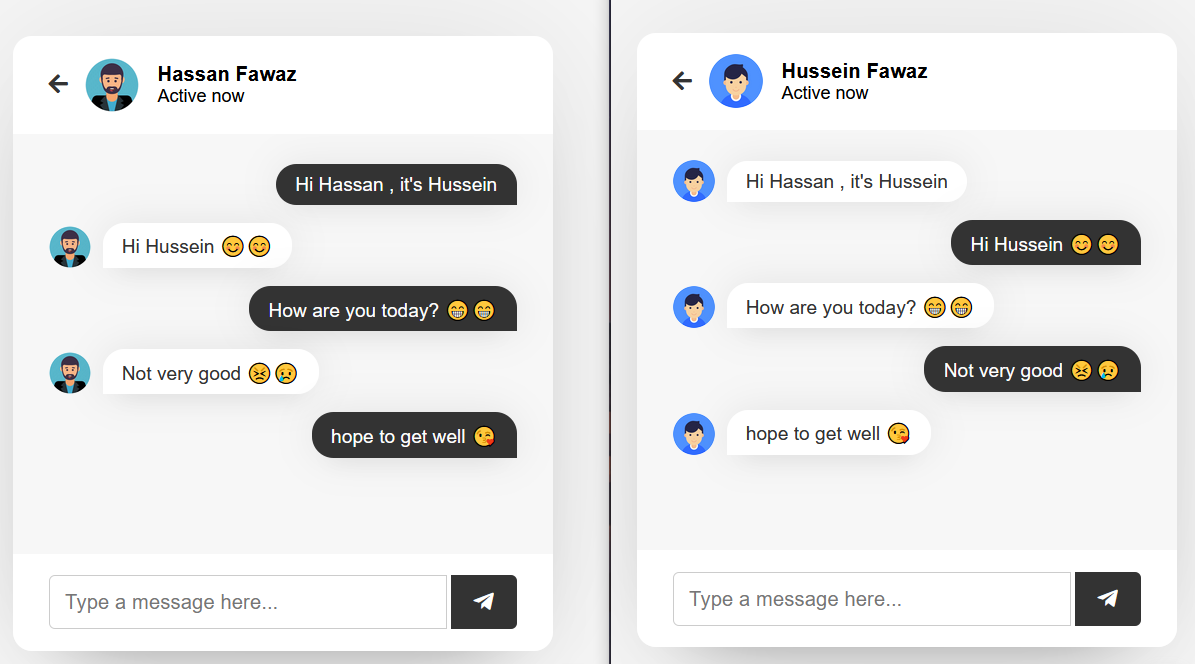 Hassan Fawaz
Active now
Hi Hassan , it's Hussein
Hi Hussein 😊😊
How are you today? 😁😁
Not very good 😣😢
hope to get well 😘
Type a message here...
Hussein Fawaz
Active now
Hi Hassan , it's Hussein
Hi Hussein 😊😊
How are you today? 😁😁
Not very good 😣😢
hope to get well 😘
Type a message here...